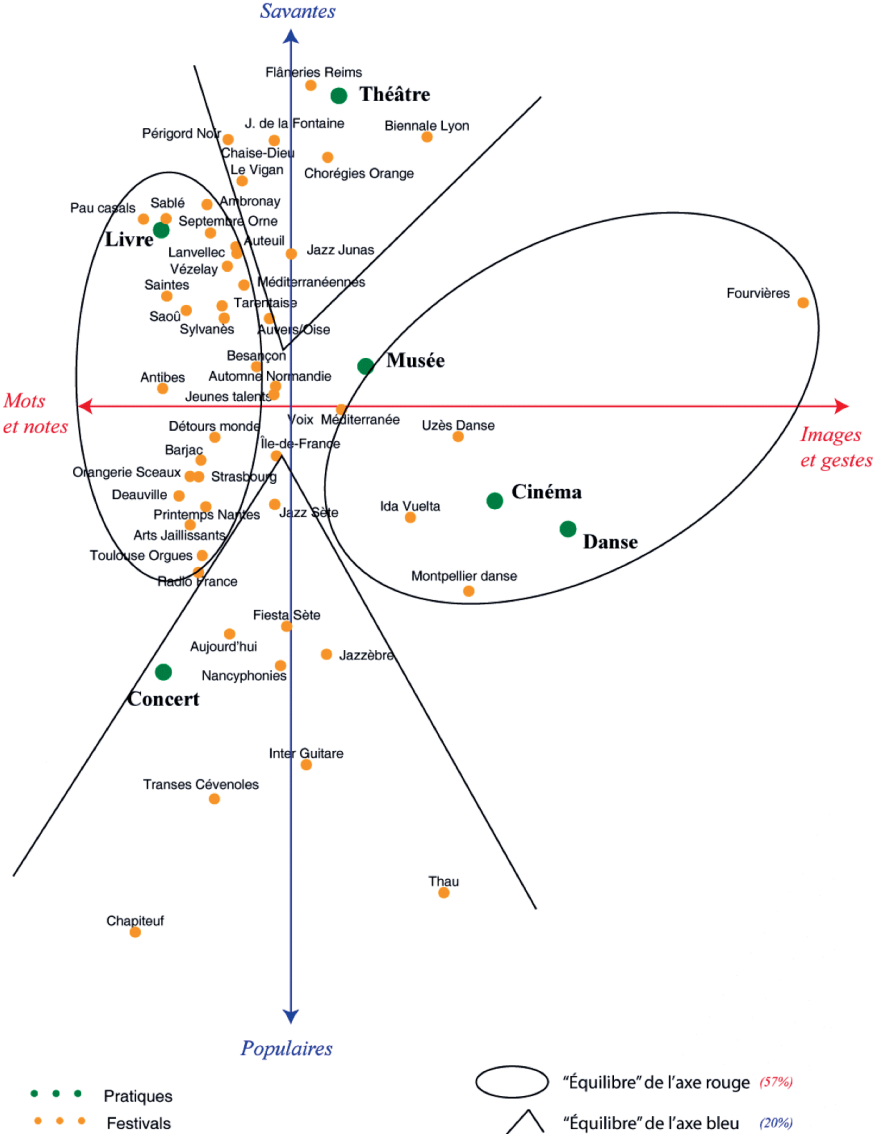 Savantes
Flâneries Reims
Théâtre
J. de la Fontaine
Biennale Lyon
Périgord Noir
Chaise-Dieu
Le Vigan
Chorégies Orange
Pau casals
Sablé
Ambronay
Septembre Orne
Livre
Auteuil
Lanvellec
Jazz Junas
Vézelay
Saintes
Méditerranéennes
Fourvières
Tarentaise
Saoû
Sylvanès
Auvers/Oise
Besançon
Musée
Antibes
Automne Normandie
Jeunes talents
Mots
et notes
Voix Méditerranée
Images
et gestes
Détours monde
Uzès Danse
Barjac
Île-de-France
Orangerie Sceaux
Strasbourg
Deauville
Cinéma
Printemps Nantes
Jazz Sète
Ida Vuelta
Arts Jaillissants
Danse
Toulouse Orgues
Radio France
Montpellier danse
Fiesta Sète
Aujourd'hui
Jazzèbre
Nancyphonies
Concert
Inter Guitare
Transes Cévenoles
Thau
Chapiteuf
Populaires
Pratiques
Festivals
“Équilibre” de l'axe rouge (57%)
“Équilibre” de l'axe bleu (20%)